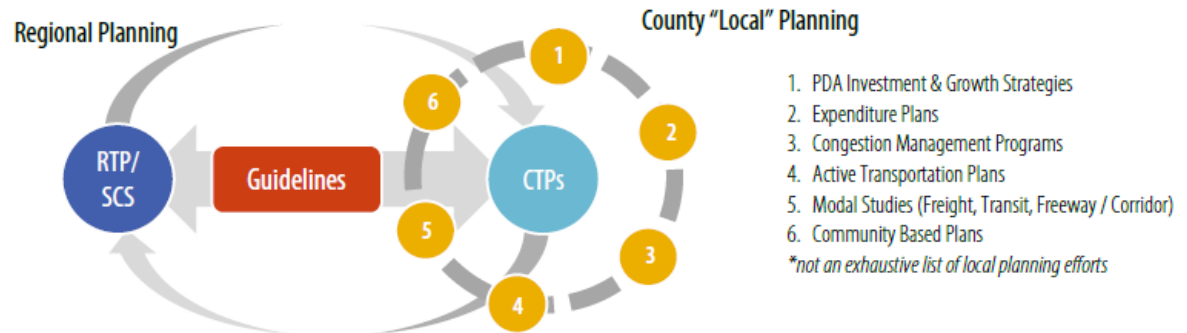 Regional Planning
County “Local” Planning
RTP/
SCS
Guidelines
CTPs
1
2
3
4
5
6
1. PDA Investment & Growth Strategies
2. Expenditure Plans
3. Congestion Management Programs
4. Active Transportation Plans
5. Modal Studies (Freight, Transit, Freeway / Corridor)
6. Community Based Plans
*not an exhaustive list of local planning efforts